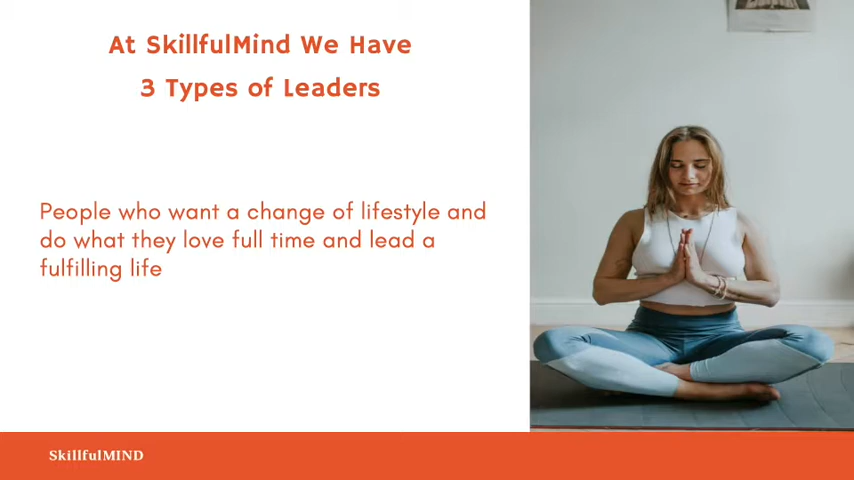 At SkillfulMind We Have
3 Types of Leaders
People who want a change of lifestyle and
do what they love full time and lead a
fulfilling life
SkillfulMIND